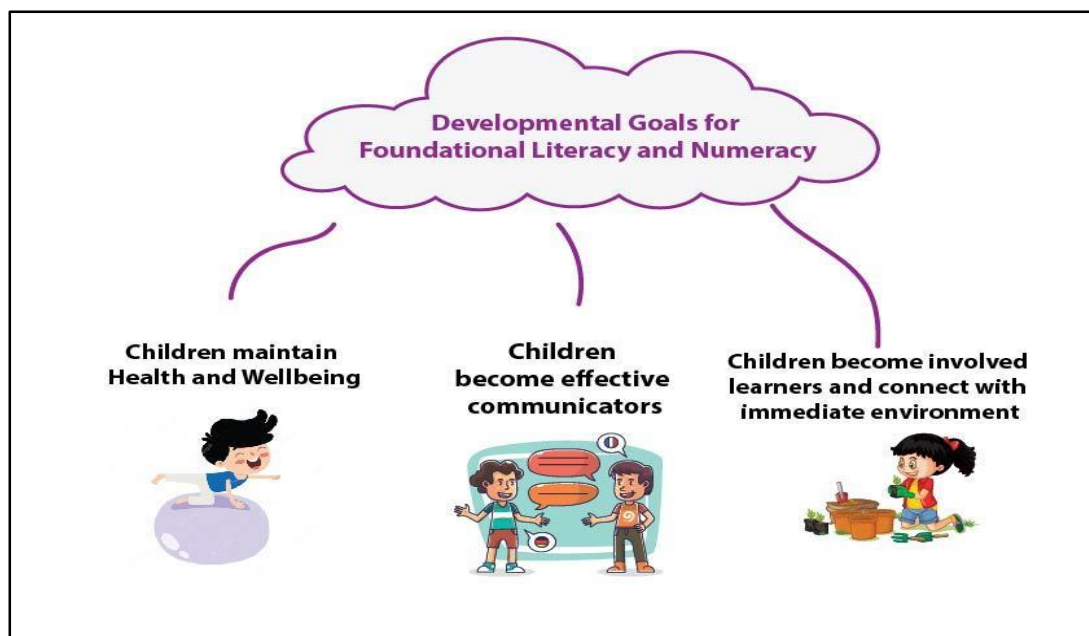 Developmental Goals for
Foundational Literacy and Numeracy
Children maintain
Health and Wellbeing
Children
become effective
communicators
Children become involved
learners and connect with
immediate environment